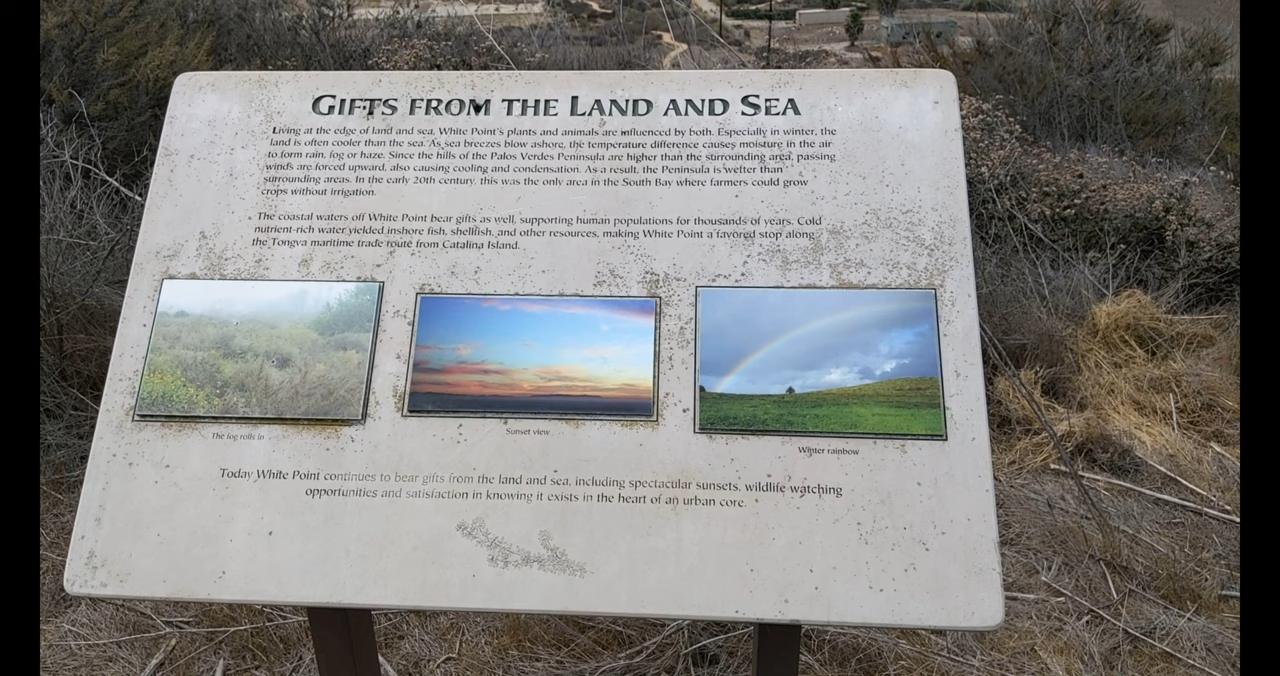 GIFTS FROM THE LAND AND SEA
Living at the edge of land and sea, White Point's plants and animals are influenced by both. Especially in winter, the
land is often cooler than the sea. As sea breezes blow ashore, the temperature difference causes moisture in the air
to form rain, fog or haze. Since the hills of the Palos Verdes Peninsula are higher than the surrounding area, passing
winds are forced upward, also causing cooling and condensation. As a result, the Peninsula is wetter than
surrounding areas. In the early 20th century, this was the only area in the South Bay where farmers could grow
crops without irrigation.
The coastal waters off White Point bear gifts as well, supporting human populations for thousands of years. Cold
nutrient-rich water yielded inshore fish, shellfish, and other resources, making White Point a favored stop along
the Tongva maritime trade route from Catalina Island.
The fog rolls in
Sunset view
Winter rainbow
Today White Point continues to bear gifts from the land and sea, including spectacular sunsets, wildlife watching
opportunities and satisfaction in knowing it exists in the heart of an urban core.